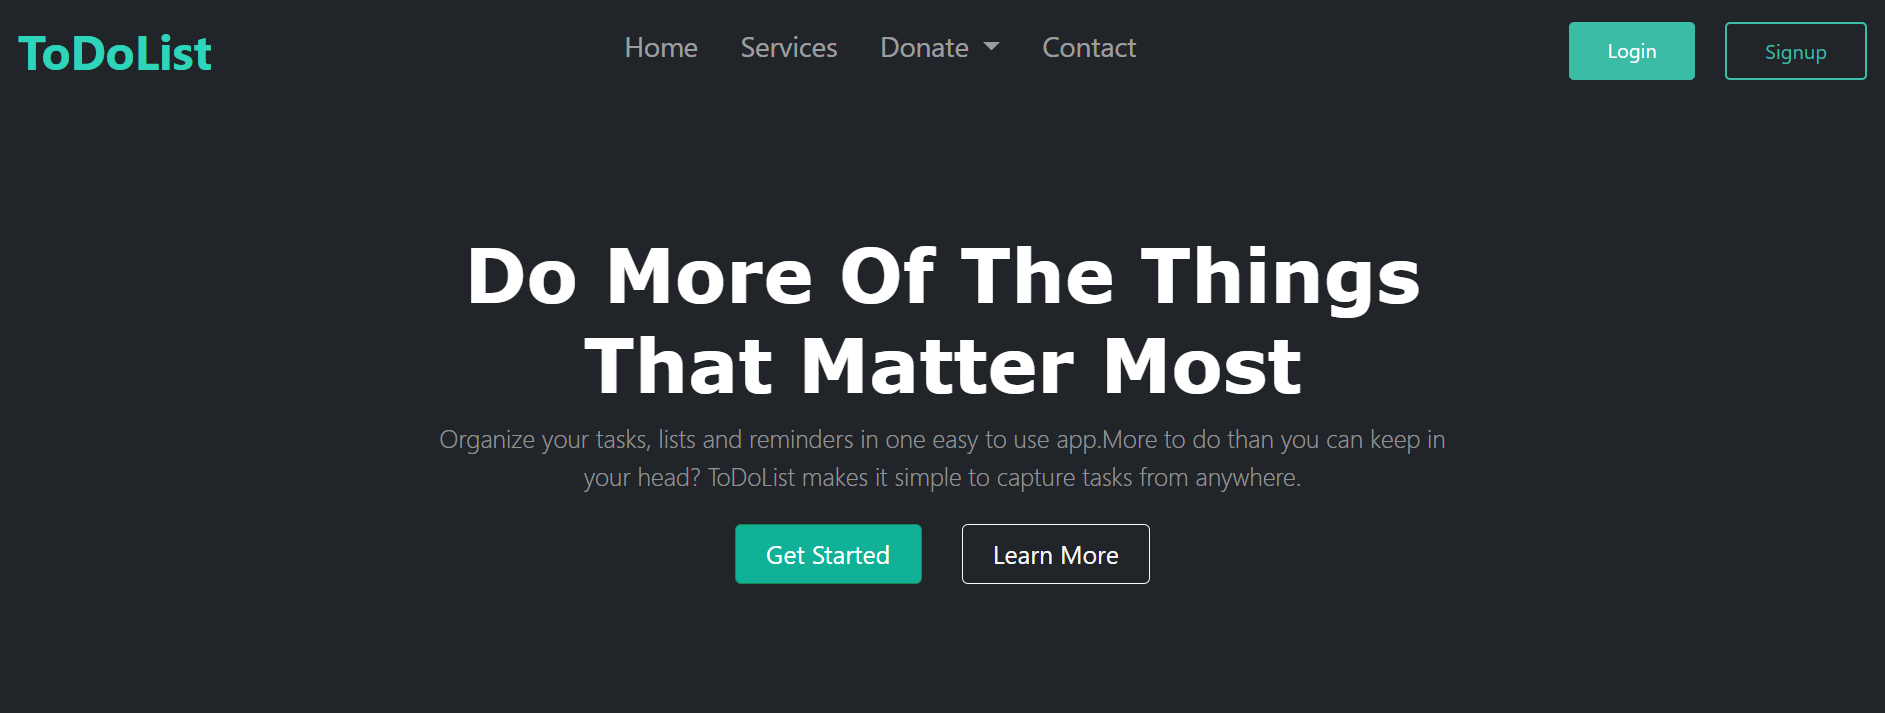 ToDoList Home Services Donate Contact Login Signup
Do More Of The Things
That Matter Most
Organize your tasks, lists and reminders in one easy to use app.More to do than you can keep in
your head? ToDoList makes it simple to capture tasks from anywhere.
Get Started Learn More